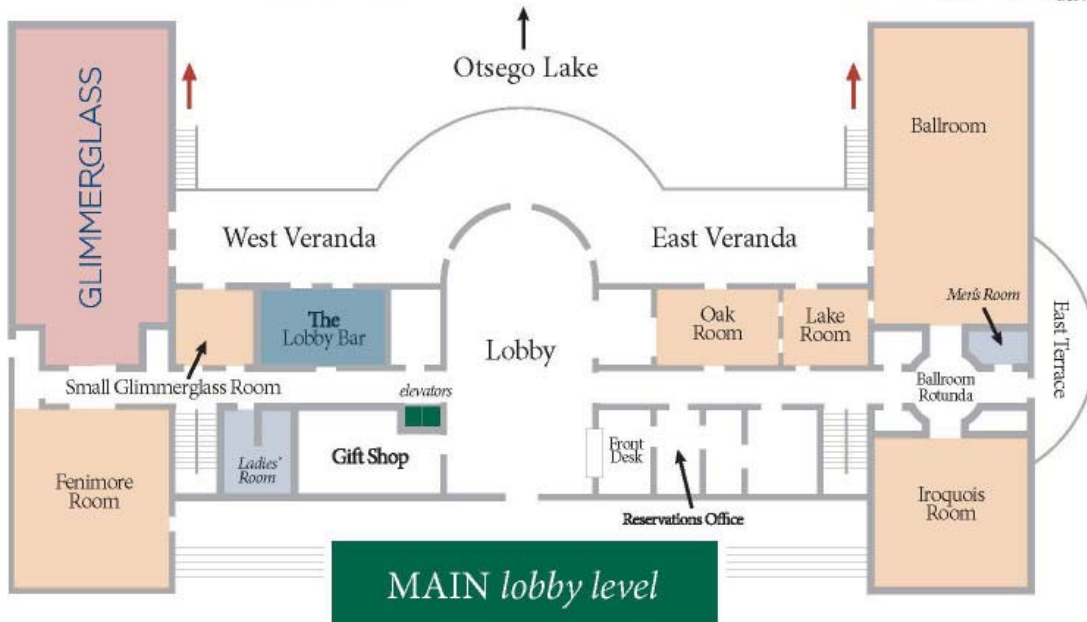 Otsego Lake
GLIMMERGLASS
Ballroom
West Veranda
East Veranda
Men's Room
East Terrace
The
Lobby Bar
Oak
Room
Lake
Room
Lobby
Small Glimmerglass Room
elevators
Ballroom
Rotunda
Fenimore
Room
Ladies'
Room
Gift Shop
Front
Desk
Iroquois
Room
Reservations Office
MAIN lobby level